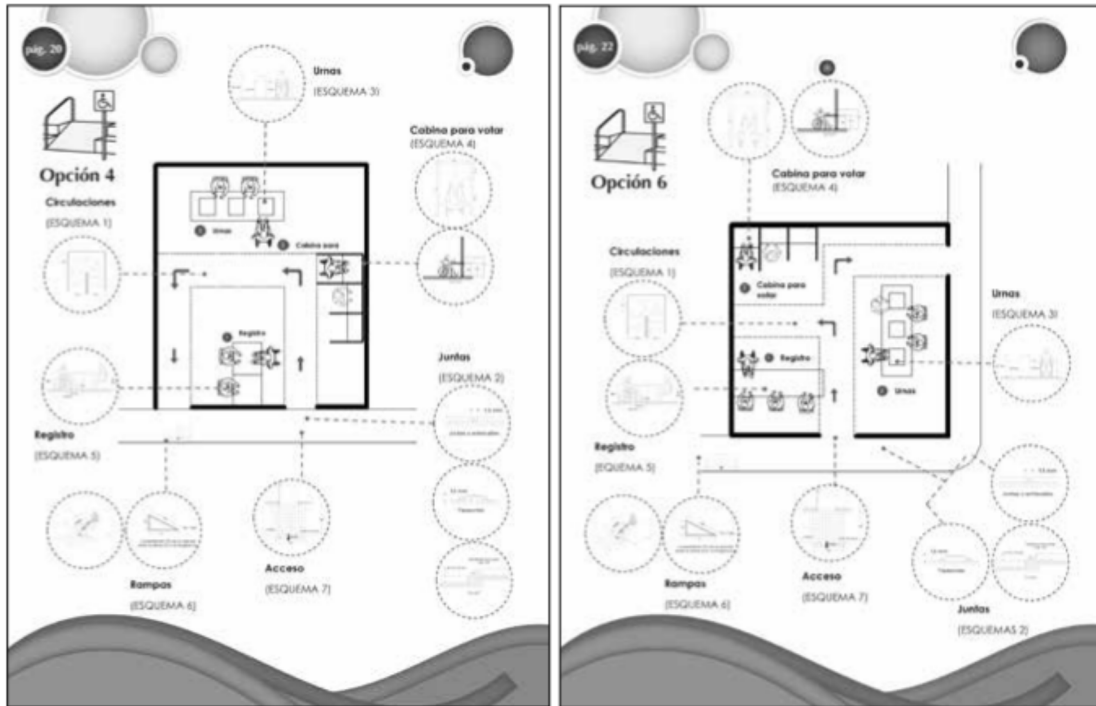 pág. 20
Urnas
(ESQUEMA 3)
Cabina para votar
(ESQUEMA 4)
Opción 4
Circulaciones
(ESQUEMA 1)
Urnas
Cabina para
Registro
Juntas
(ESQUEMA 2)
Registro
(ESQUEMA 5)
Rampas
(ESQUEMA 6)
Acceso
(ESQUEMA 7)
pág. 22
Opción 6
Cabina para votar
(ESQUEMA 4)
Circulaciones
(ESQUEMA 1)
Cabina para
votar
Urnas
(ESQUEMA 3)
Registro
Urnas
Registro
(EQUEMA 5)
Rampas
(ESQUEMA 6)
Acceso
(ESQUEMA 7)
Juntas
(ESQUEMAS 2)